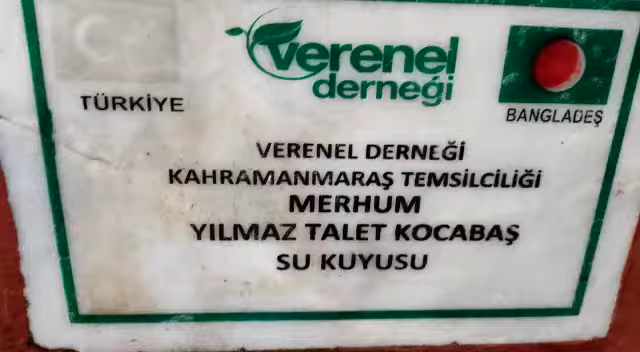 verenel
derneği
TÜRKİYE
BANGLADEŞ
VERENEL DERNEĞİ
KAHRAMANMARAŞ TEMSİLCİLİĞİ
MERHUM
YILMAZ TALET KOCABAŞ
SU KUYUSU